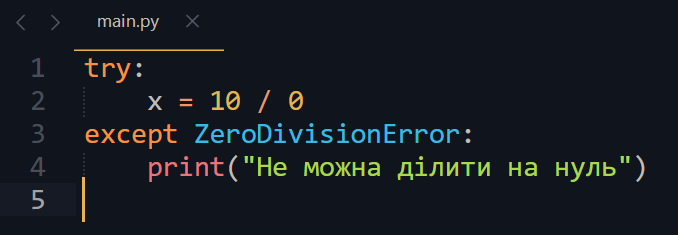 main.py
1 try:
2     x = 10 / 0
3 except ZeroDivisionError:
4     print("Не можна ділити на нуль")
5